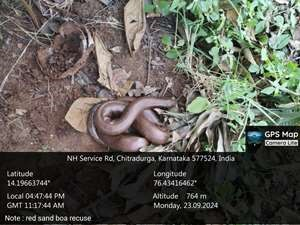 GPS Map
Camera Lite
NH Service Rd, Chitradurga, Karnataka 577524, India
Latitude
14.19663744°
Longitude
76.43416462°
Local 04:47:44 PM
GMT 11:17:44 AM
Altitude 764 m
Monday, 23.09.2024
Note : red sand boa recuse